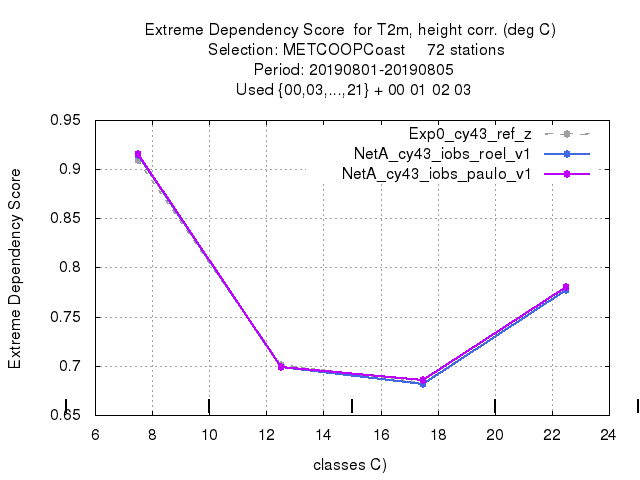 Extreme Dependency Score  for T2m, height corr. (deg C)
Selection: METCOOPCoast     72 stations
Period: 20190801-20190805
Used {00,03,...,21} + 00 01 02 03
Exp0_cy43_ref_z
NetA_cy43_iobs_roel_v1
NetA_cy43_iobs_paulo_v1
Extreme Dependency Score
0.95
0.9
0.85
0.8
0.75
0.7
0.65
6 8 10 12 14 16 18 20 22 24
classes C)